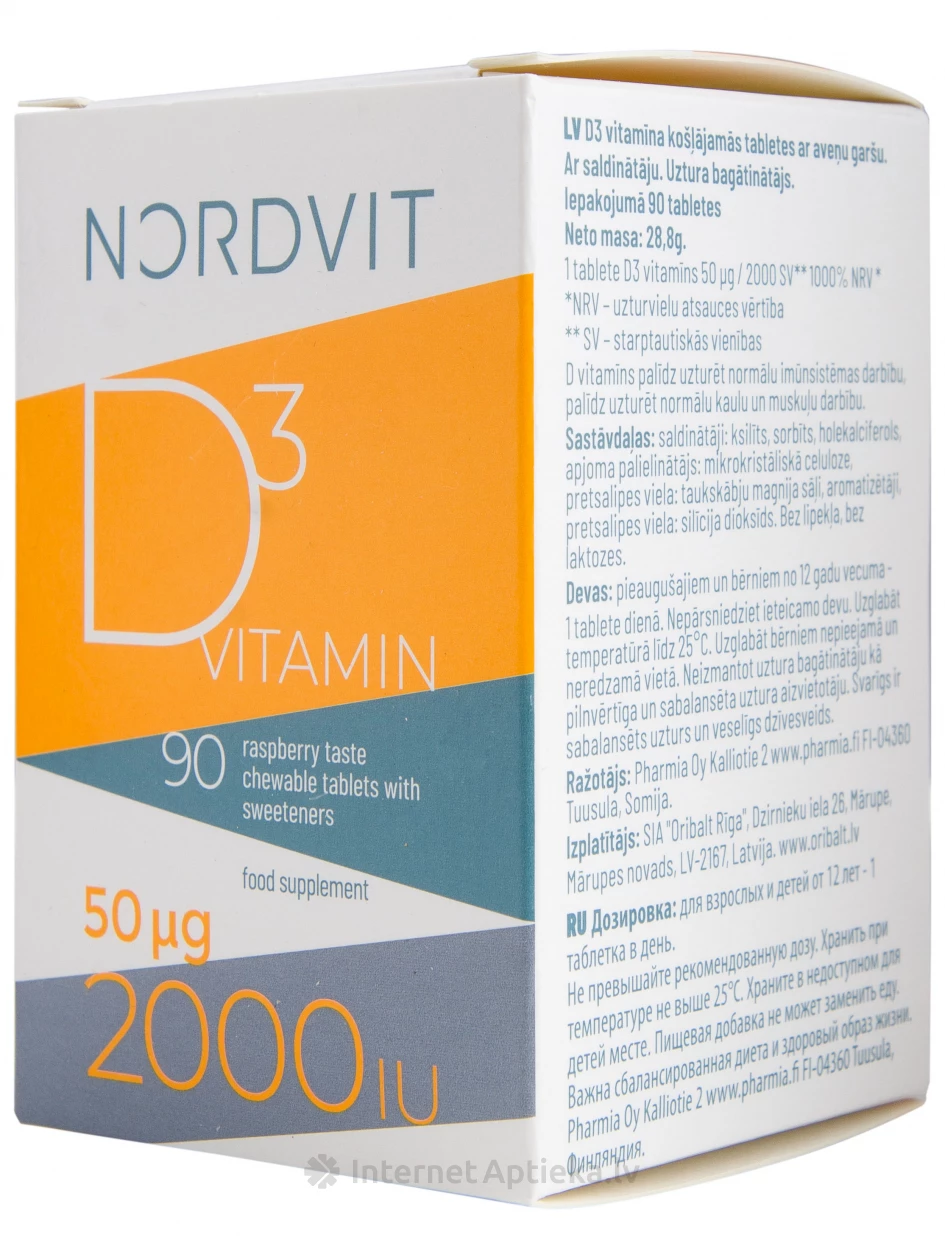 NORDVIT
D3
VITAMIN
90 raspberry taste
chewable tablets with
sweeteners
food supplement
50 µg
2000 IU
LV D3 vitamīna košļājamās tabletes ar aveņu garšu.
Ar saldinātāju. Uztura bagātinātājs.
Iepakojumā 90 tabletes
Neto masa: 28,8g.
1 tablete D3 vitamīns 50 µg / 2000 SV** 1000% NRV*
*NRV – uzturvielu atsauces vērtība
** SV – starptautiskās vienības
D vitamīns palīdz uzturēt normālu imūnsistēmas darbību,
palīdz uzturēt normālu kaulu un muskuļu darbību.
Sastāvdaļas: saldinātāji: ksilīts, sorbīts, holekalciferols,
apjoma palielinātājs: mikrokristāliskā celuloze,
pretsalipes viela: taukskābju magnija sāļi, aromatizētāji,
pretsalipes viela: silīcija dioksīds. Bez lipekļa, bez
laktozes.
Devas: pieaugušajiem un bērniem no 12 gadu vecuma -
1 tablete dienā. Nepārsniedziet ieteicamo devu. Uzglabāt
temperatūrā līdz 25°C. Uzglabāt bērniem nepieejamā un
neredzamā vietā. Neizmantot uztura bagātinātāju kā
pilnvērtīga un sabalansēta uztura aizvietotāju. Svarīgs ir
sabalansēts uzturs un veselīgs dzīvesveids.
Ražotājs: Pharmia Oy Kalliotie 2 www.pharmia.fi FI-04360
Tuusula, Somija.
Izplatītājs: SIA "Oribalt Rīga", Dzirnieku iela 26, Mārupe,
Mārupes novads, LV-2167, Latvija. www.oribalt.lv
RU Дозировка: для взрослых и детей от 12 лет - 1
таблетка в день.
Не превышайте рекомендованную дозу. Хранить при
температуре не выше 25°C. Храните в недоступном для
детей месте. Пищевая добавка не может заменить еду.
Важна сбалансированная диета и здоровый образ жизни.
Pharmia Oy Kalliotie 2 www.pharmia.fi FI-04360 Tuusula,
Финляндия.
Internet Aptieka.lv